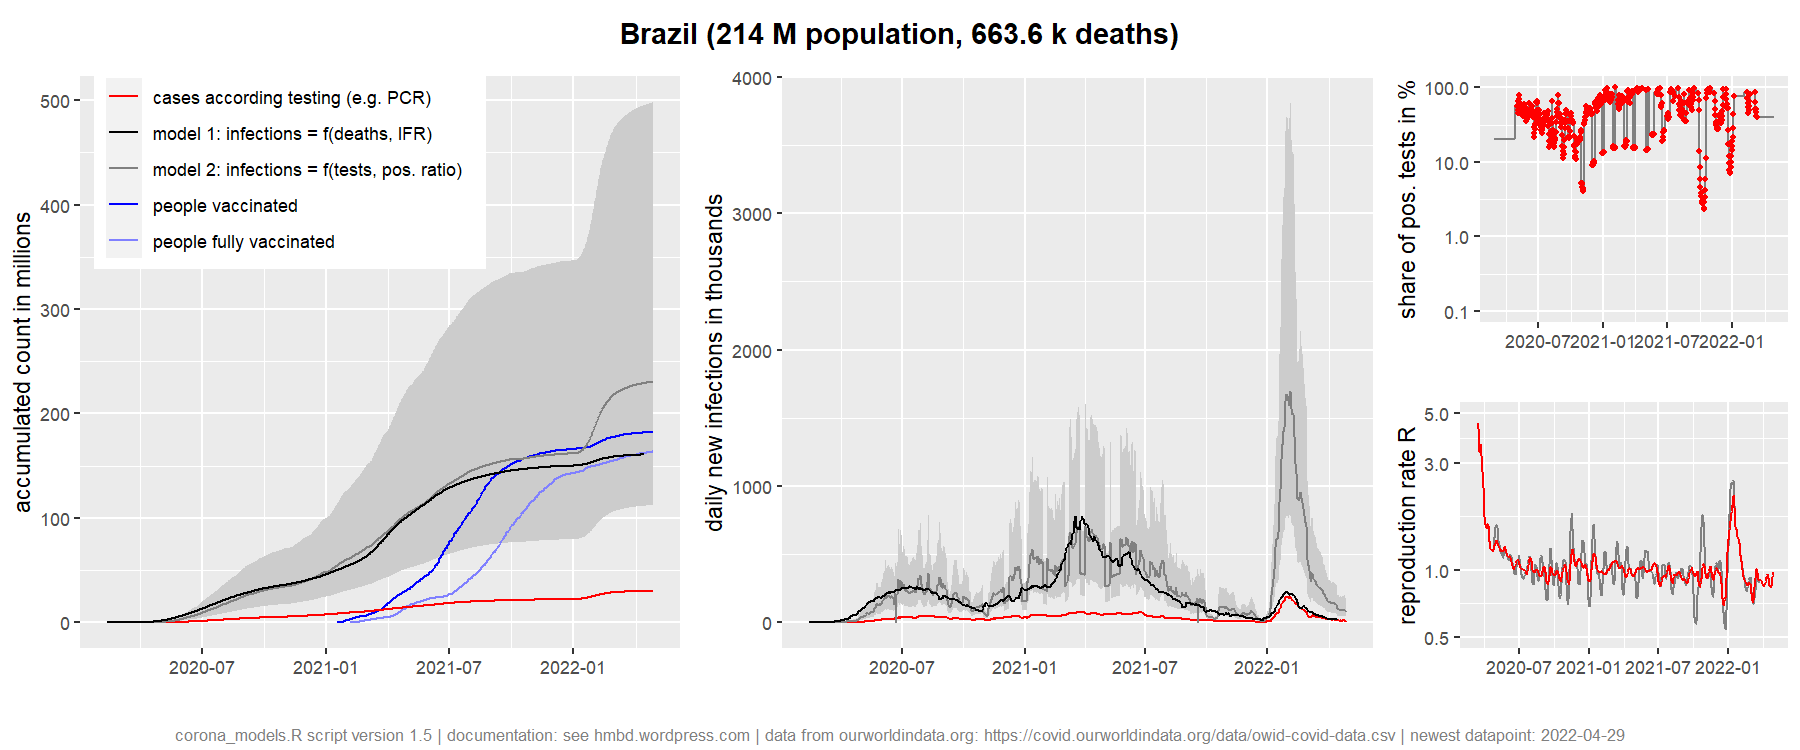 Brazil (214 M population, 663.6 k deaths)
accumulated count in millions
500
400
300
200
100
0
cases according testing (e.g. PCR)
model 1: infections = f(deaths, IFR)
model 2: infections = f(tests, pos. ratio)
people vaccinated
people fully vaccinated
2020-07 2021-01 2021-07 2022-01
daily new infections in thousands
4000
3000
2000
1000
0
2020-07 2021-01 2021-07 2022-01
share of pos. tests in %
100.0
10.0
1.0
0.1
2020-07 2021-01 2021-07 2022-01
reproduction rate R
5.0
3.0
1.0
0.5
2020-07 2021-01 2021-07 2022-01
corona_models.R script version 1.5 | documentation: see hmbd.wordpress.com | data from ourworldindata.org: https://covid.ourworldindata.org/data/owid-covid-data.csv | newest datapoint: 2022-04-29